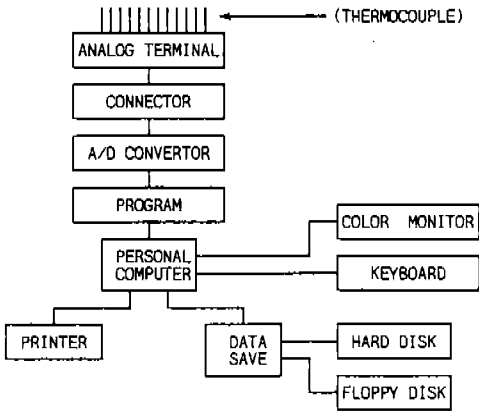 (THERMOCOUPLE)
ANALOG TERMINAL
CONNECTOR
A/D CONVERTOR
PROGRAM
COLOR MONITOR
PERSONAL
COMPUTER
KEYBOARD
PRINTER
DATA
SAVE
HARD DISK
FLOPPY DISK